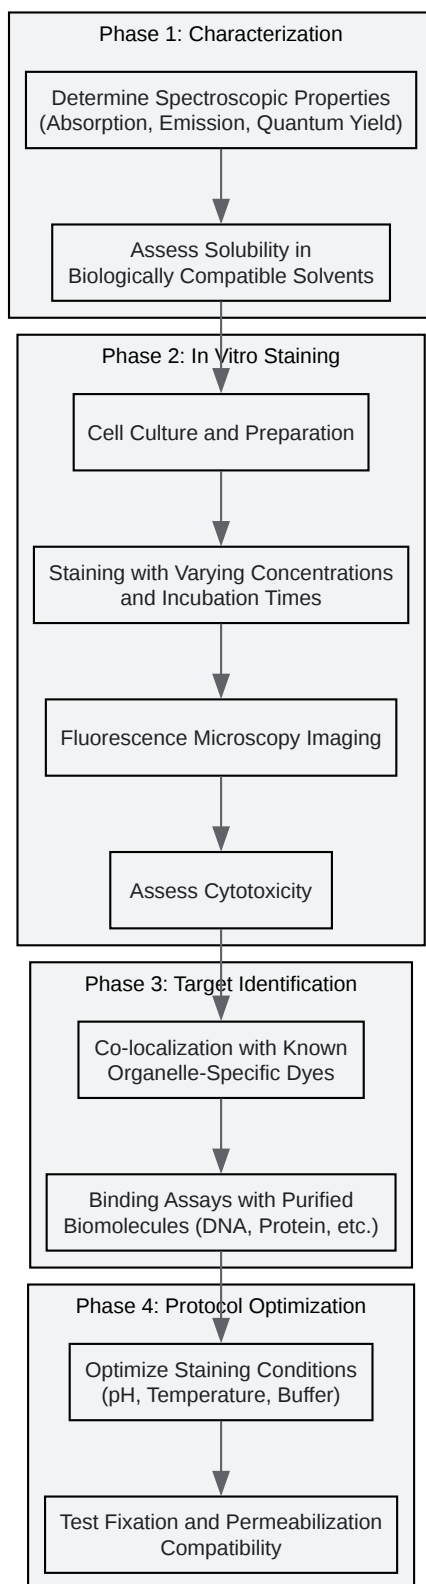 Phase 1: Characterization
Determine Spectroscopic Properties
(Absorption, Emission, Quantum Yield)
Assess Solubility in
Biologically Compatible Solvents
Phase 2: In Vitro Staining
Cell Culture and Preparation
Staining with Varying Concentrations
and Incubation Times
Fluorescence Microscopy Imaging
Assess Cytotoxicity
Phase 3: Target Identification
Co-localization with Known
Organelle-Specific Dyes
Binding Assays with Purified
Biomolecules (DNA, Protein, etc.)
Phase 4: Protocol Optimization
Optimize Staining Conditions
(pH, Temperature, Buffer)
Test Fixation and Permeabilization
Compatibility